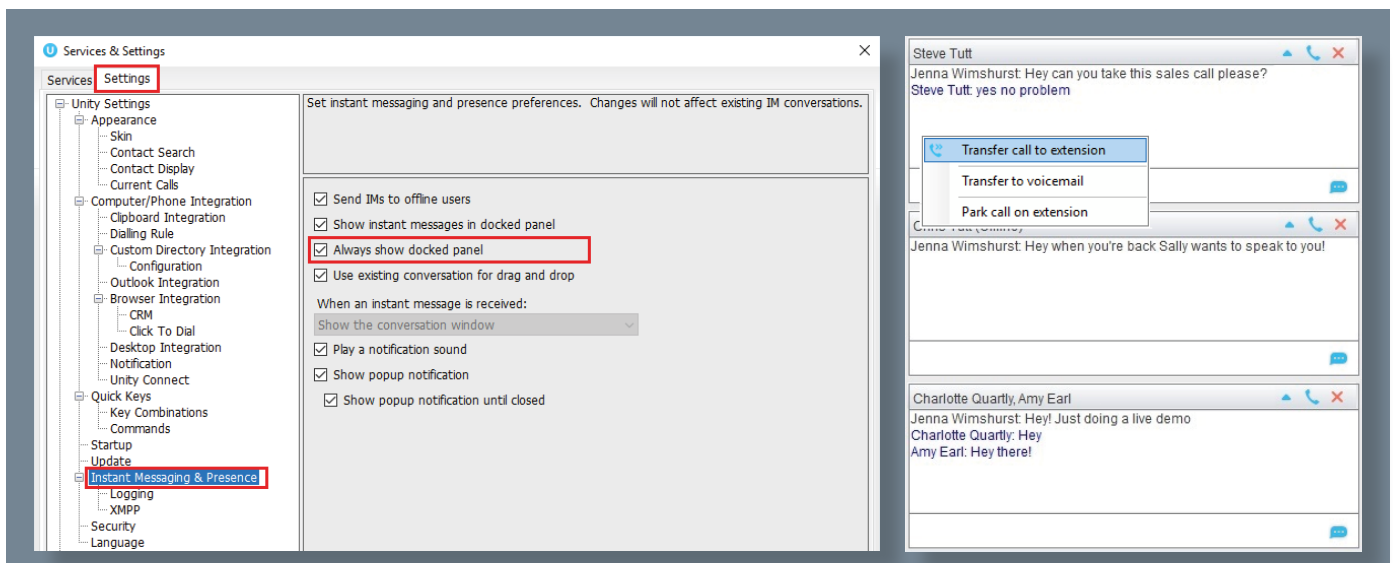 Services & Settings
Services
Settings
Unity Settings
Appearance
Skin
Contact Search
Contact Display
Current Calls
Computer/Phone Integration
Clipboard Integration
Dialling Rule
Custom Directory Integration
Configuration
Outlook Integration
Browser Integration
CRM
Click To Dial
Desktop Integration
Notification
Unity Connect
Quick Keys
Key Combinations
Commands
Startup
Update
Instant Messaging & Presence
Logging
XMPP
Security
Language
Set instant messaging and presence preferences. Changes will not affect existing IM conversations.
Send IMs to offline users
Show instant messages in docked panel
Always show docked panel
Use existing conversation for drag and drop
When an instant message is received:
Show the conversation window
Play a notification sound
Show popup notification
Show popup notification until closed
Steve Tutt
Jenna Wimshurst: Hey can you take this sales call please?
Steve Tutt: yes no problem
Transfer call to extension
Transfer to voicemail
Park call on extension
Jenna Wimshurst: Hey when you're back Sally wants to speak to you!
Charlotte Quartly, Amy Earl
Jenna Wimshurst: Hey! Just doing a live demo
Charlotte Quartly: Hey
Amy Earl: Hey there!